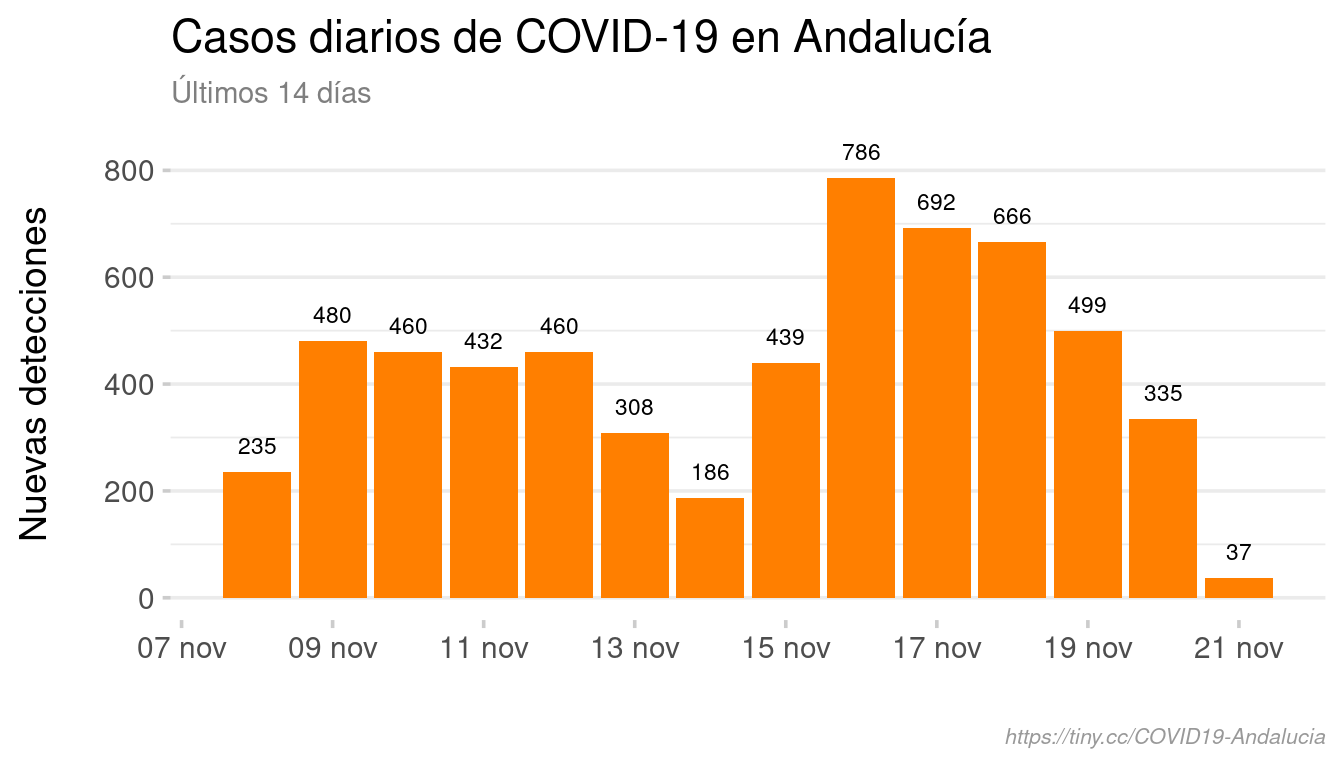 Casos diarios de COVID-19 en Andalucía
Últimos 14 días
Nuevas detecciones
800
600
400
200
0
235
480
460
432
460
308
186
439
786
692
666
499
335
37
07 nov
09 nov
11 nov
13 nov
15 nov
17 nov
19 nov
21 nov
https://tiny.cc/COVID19-Andalucia